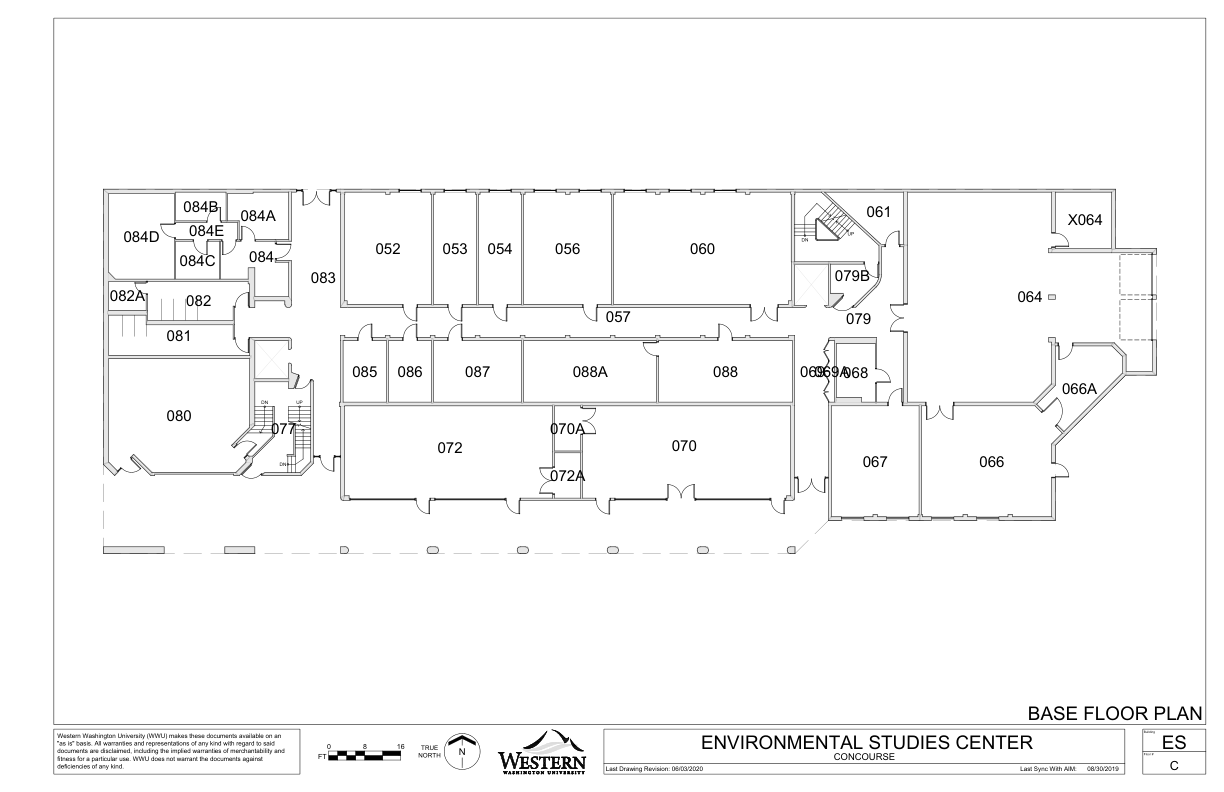 084B
084A
084E
084D
084C
084
083
052
053
054
056
060
061
X064
DN
UP
079B
082A
082
081
057
079
064
085
086
087
088A
088
069
069A
068
066A
080
DN
UP
077
DN
072
070A
072A
070
067
066
BASE FLOOR PLAN
Western Washington University (WWU) makes these documents available on an
"as is" basis. All warranties and representations of any kind with regard to said
documents are disclaimed, including the implied warranties of merchantability and
fitness for a particular use. WWU does not warrant the documents against
deficiencies of any kind.
0 8 16
FT
TRUE
NORTH
N
WESTERN
WASHINGTON UNIVERSITY
ENVIRONMENTAL STUDIES CENTER
CONCOURSE
Last Drawing Revision: 06/03/2020
Last Sync With AIM: 08/30/2019
Building
ES
C